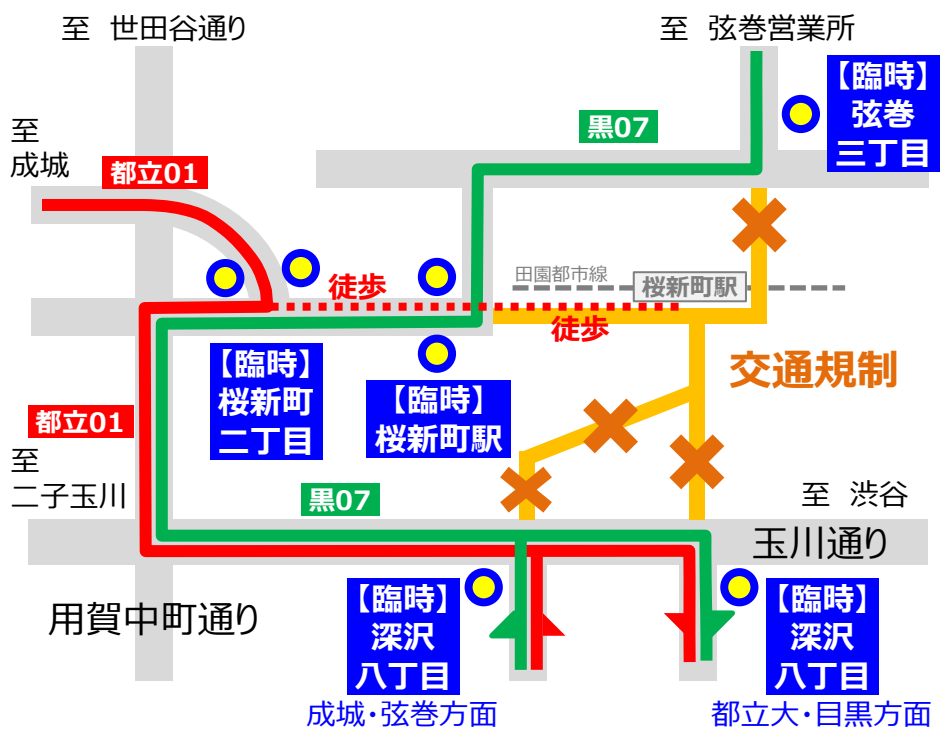 至 世田谷通り
至 弦巻営業所
【臨時】
弦巻
三丁目
黒07
至
成城
都立01
田園都市線
桜新町駅
徒歩
徒歩
【臨時】
桜新町
二丁目
【臨時】
桜新町駅
交通規制
都立01
至
二子玉川
黒07
至 渋谷
玉川通り
用賀中町通り
【臨時】
深沢
八丁目
成城・弦巻方面
【臨時】
深沢
八丁目
都立大・目黒方面